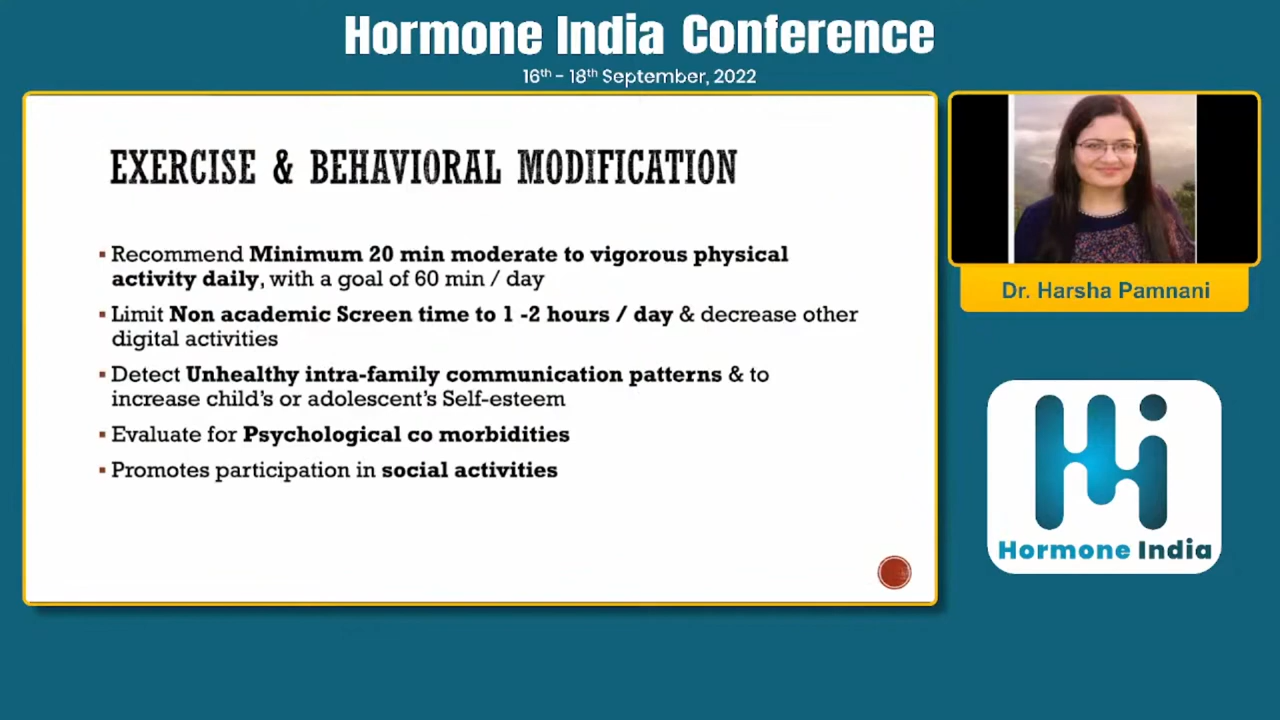 Hormone India Conference
16th - 18th September, 2022
EXERCISE & BEHAVIORAL MODIFICATION
▪ Recommend Minimum 20 min moderate to vigorous physical
activity daily, with a goal of 60 min / day
▪ Limit Non academic Screen time to 1 -2 hours / day & decrease other
digital activities
▪ Detect Unhealthy intra-family communication patterns & to
increase child's or adolescent's Self-esteem
▪ Evaluate for Psychological co morbidities
▪ Promotes participation in social activities
Dr. Harsha Pamnani
Hormone India